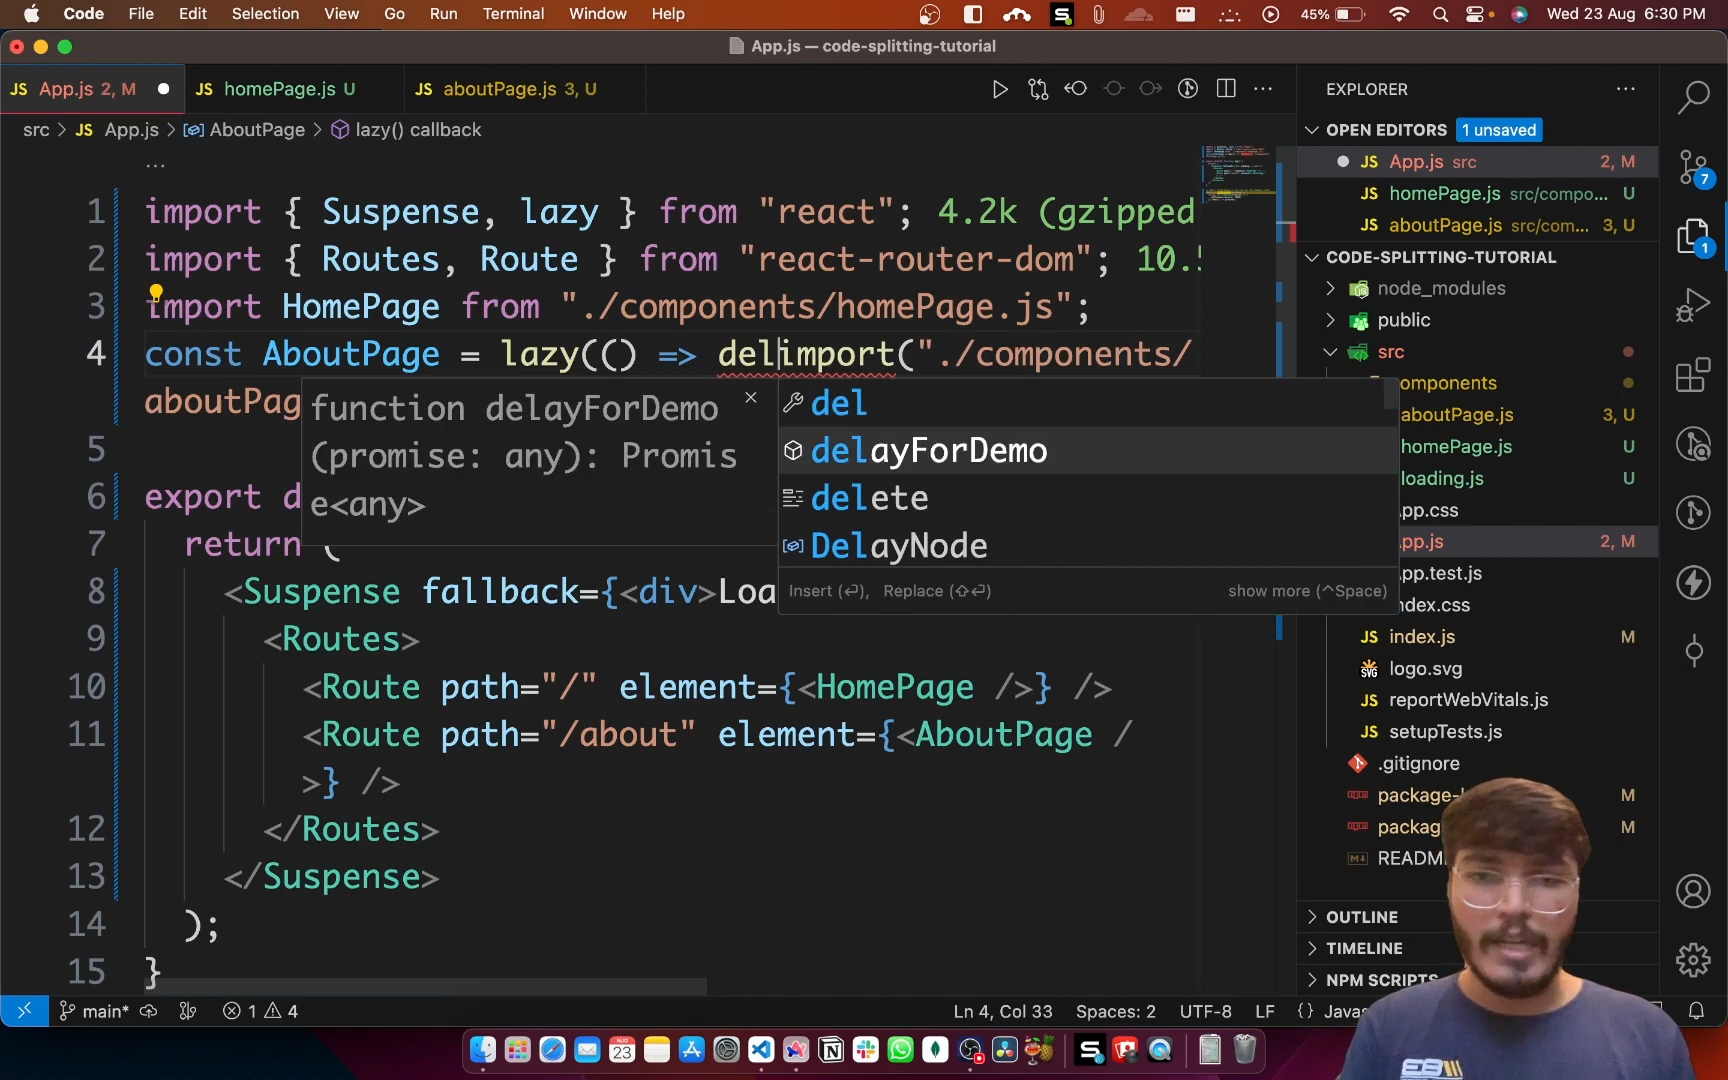 Code File Edit Selection View Go Run Terminal Window Help 45% Wed 23 Aug 6:30 PM
App.js — code-splitting-tutorial
JS App.js 2, M JS homePage.js U JS aboutPage.js 3, U
src > JS App.js > AboutPage > lazy() callback
EXPLORER
OPEN EDITORS 1 unsaved
JS App.js src 2, M
JS homePage.js src/compo... U
JS aboutPage.js src/com... 3, U
CODE-SPLITTING-TUTORIAL
node_modules
public
src
components
aboutPage.js 3, U
homePage.js U
loading.js U
pp.css
pp.js 2, M
pp.test.js
ndex.css
JS index.js M
logo.svg
JS reportWebVitals.js
JS setupTests.js
.gitignore
package- M
packag M
README
OUTLINE
TIMELINE
NPM SCRIPTS
7
1
...
1 import { Suspense, lazy } from "react"; 4.2k (gzipped
2 import { Routes, Route } from "react-router-dom"; 10.5
3 import HomePage from "./components/homePage.js";
4 const AboutPage = lazy(() => delimport("./components/
aboutPag
5
6 export d
7 return (
8 <Suspense fallback={<div>Loa
9 <Routes>
10 <Route path="/" element={<HomePage />} />
11 <Route path="/about" element={<AboutPage /
>} />
12 </Routes>
13 </Suspense>
14 );
15 }
function delayForDemo
(promise: any): Promis
e<any>
del
delayForDemo
delete
DelayNode
Insert (⏎), Replace (⇧⏎) show more (^Space)
main* 1 4 Ln 4, Col 33 Spaces: 2 UTF-8 LF {} Javas
AUG
23